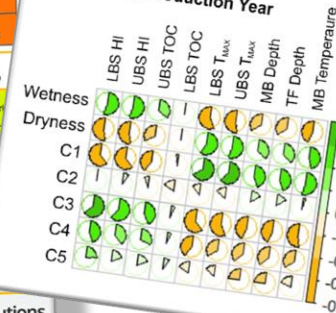 duction Year
LBS HI
UBS HI
UBS TOC
LBS TOC
LBS TMAX
UBS TMAX
MB Depth
TF Depth
MB Temperaure
Wetness
Dryness
C1
C2
C3
C4
C5
utions